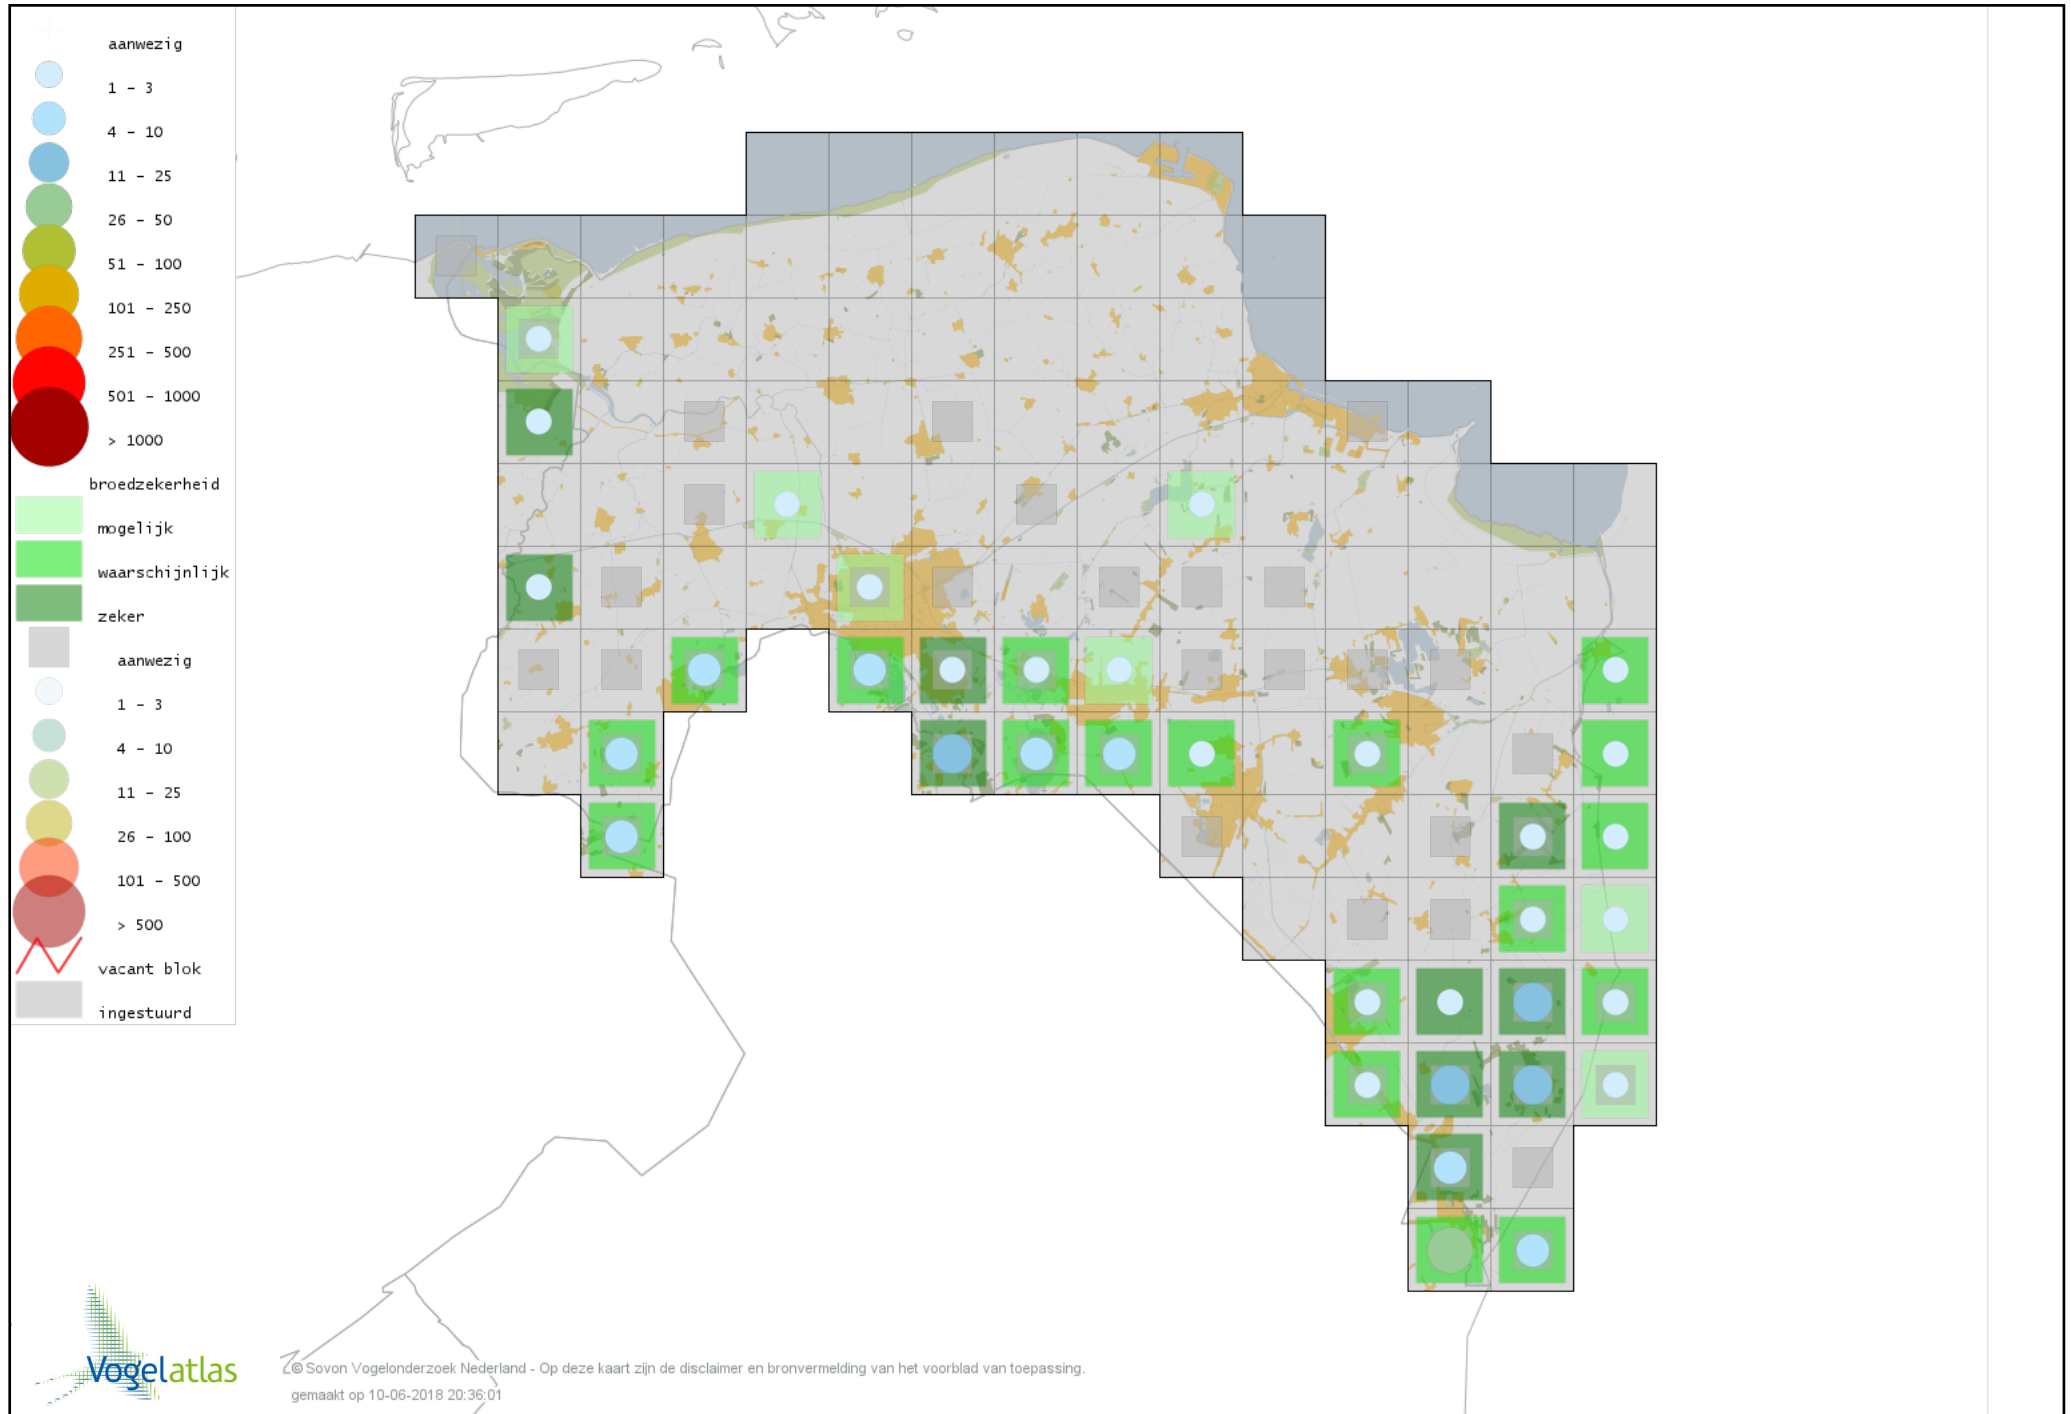 aanwezig
1 - 3
4 - 10
11 - 25
26 - 50
51 - 100
101 - 250
251 - 500
501 - 1000
> 1000
broedzekerheid
mogelijk
waarschijnlijk
zeker
aanwezig
1 - 3
4 - 10
11 - 25
26 - 100
101 - 500
> 500
vacant blok
ingestuurd
Vogelatlas
© Sovon Vogelonderzoek Nederland - Op deze kaart zijn de disclaimer en bronvermelding van het voorblad van toepassing.
gemaakt op 10-06-2018 20:36:01